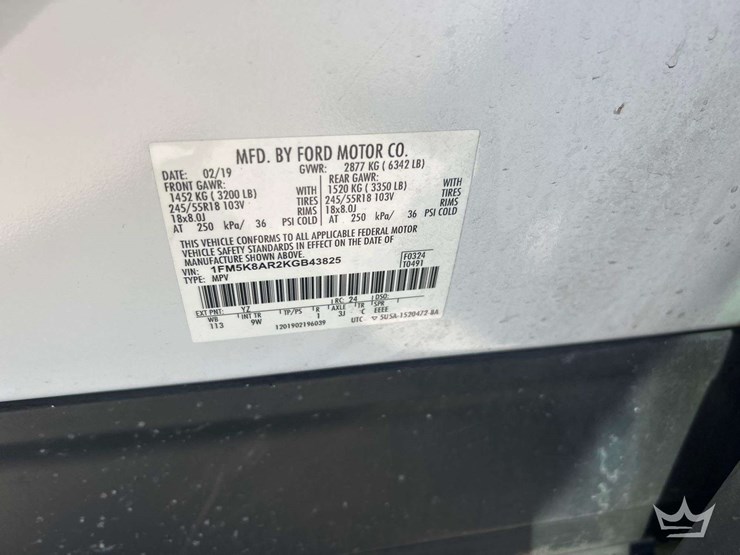 MFD. BY FORD MOTOR CO.
DATE: 02/19 GVWR: 2877 KG ( 6342 LB)
FRONT GAWR: REAR GAWR:
1452 KG ( 3200 LB) WITH 1520 KG ( 3350 LB) WITH
245/55R18 103V TIRES 245/55R18 103V TIRES
18x8.0J RIMS 18x8.0J RIMS
AT 250 kPa/ 36 PSI COLD AT 250 kPa/ 36 PSI COLD
THIS VEHICLE CONFORMS TO ALL APPLICABLE FEDERAL MOTOR
VEHICLE SAFETY STANDARDS IN EFFECT ON THE DATE OF
MANUFACTURE SHOWN ABOVE.
VIN: 1FM5K8AR2KGB43825 F0324
TYPE: MPV T0491
EXT PNT: YZ RC: 24 DSO:
WB INT TR TP/PS R AXLE TR SPR
113 9W 1 3J C EEEE
1201902196039 UTC 5U5A-1520472-BA